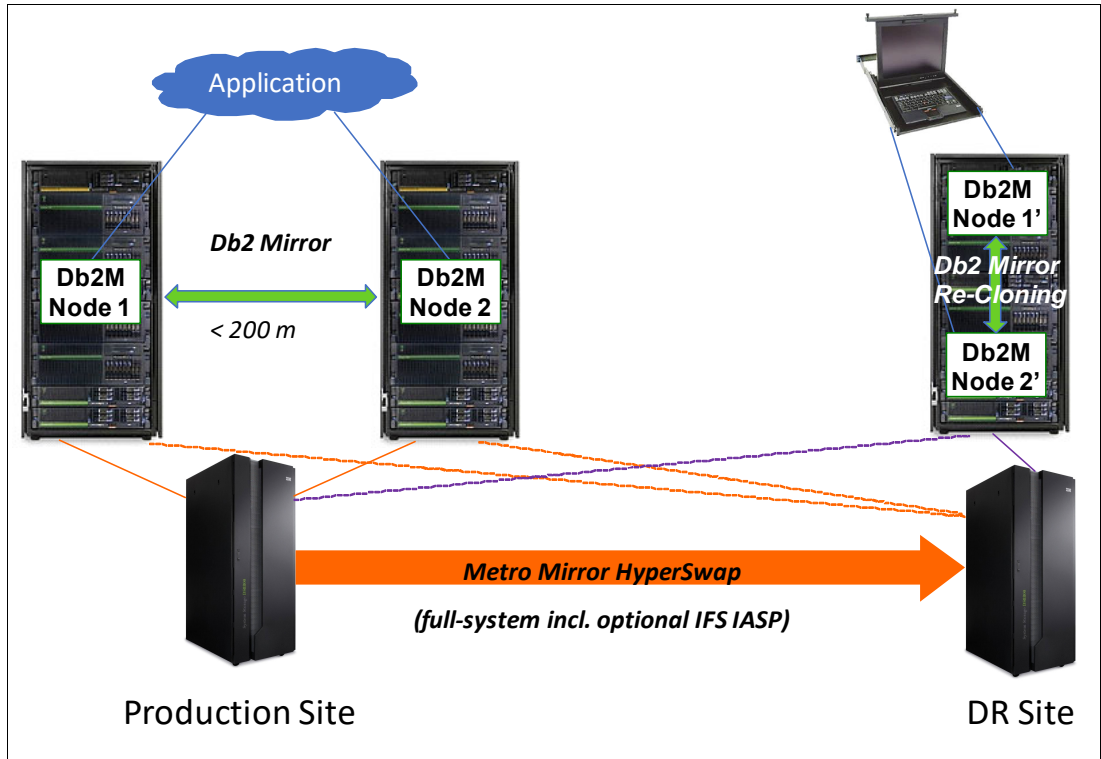 Application
Db2 Mirror
Db2M
Node 1
Db2M
Node 2
< 200 m
Db2M
Node 1’
Db2 Mirror
Re-Cloning
Db2M
Node 2’
Metro Mirror HyperSwap
(full-system incl. optional IFS IASP)
Production Site
DR Site